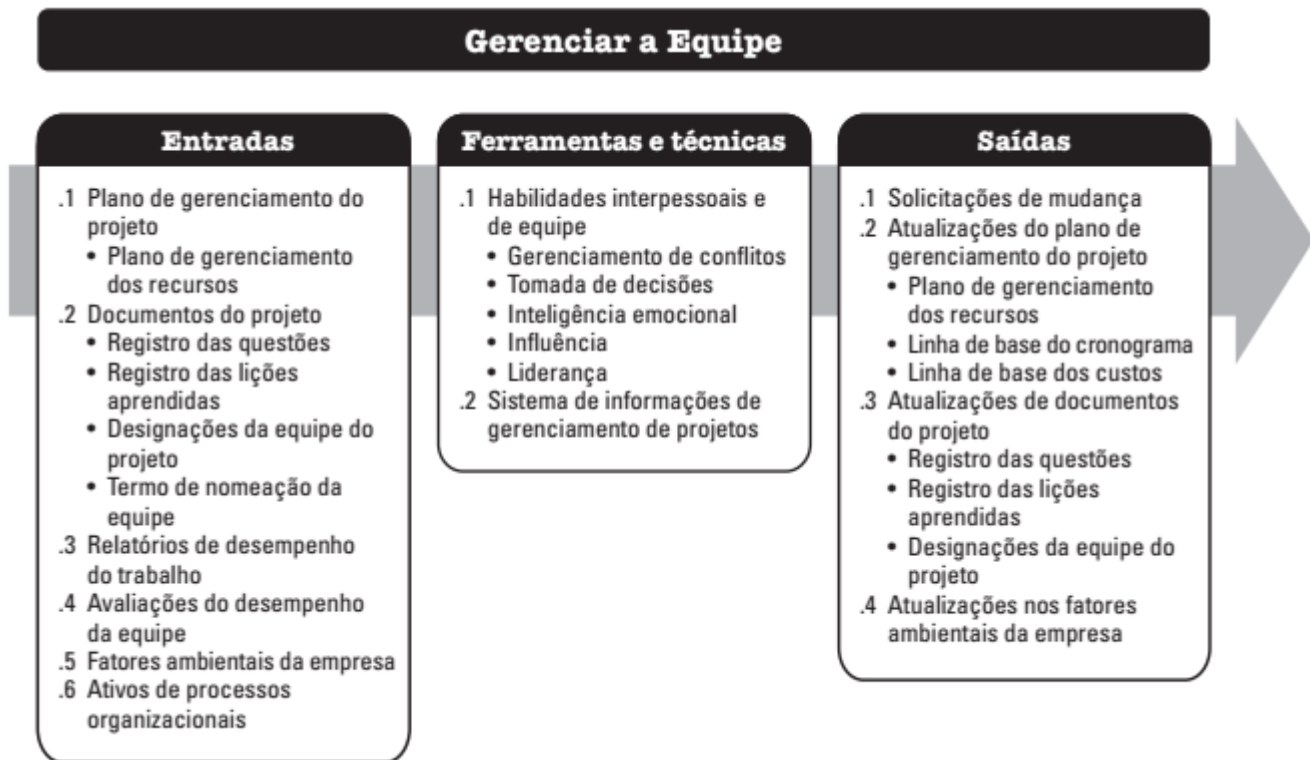 Gerenciar a Equipe
Entradas
.1 Plano de gerenciamento do
projeto
• Plano de gerenciamento
dos recursos
.2 Documentos do projeto
• Registro das questões
• Registro das lições
aprendidas
• Designações da equipe do
projeto
• Termo de nomeação da
equipe
.3 Relatórios de desempenho
do trabalho
.4 Avaliações do desempenho
da equipe
.5 Fatores ambientais da empresa
.6 Ativos de processos
organizacionais
Ferramentas e técnicas
.1 Habilidades interpessoais e
de equipe
• Gerenciamento de conflitos
• Tomada de decisões
• Inteligência emocional
• Influência
• Liderança
.2 Sistema de informações de
gerenciamento de projetos
Saídas
.1 Solicitações de mudança
.2 Atualizações do plano de
gerenciamento do projeto
• Plano de gerenciamento
dos recursos
• Linha de base do cronograma
• Linha de base dos custos
.3 Atualizações de documentos
do projeto
• Registro das questões
• Registro das lições
aprendidas
• Designações da equipe do
projeto
.4 Atualizações nos fatores
ambientais da empresa